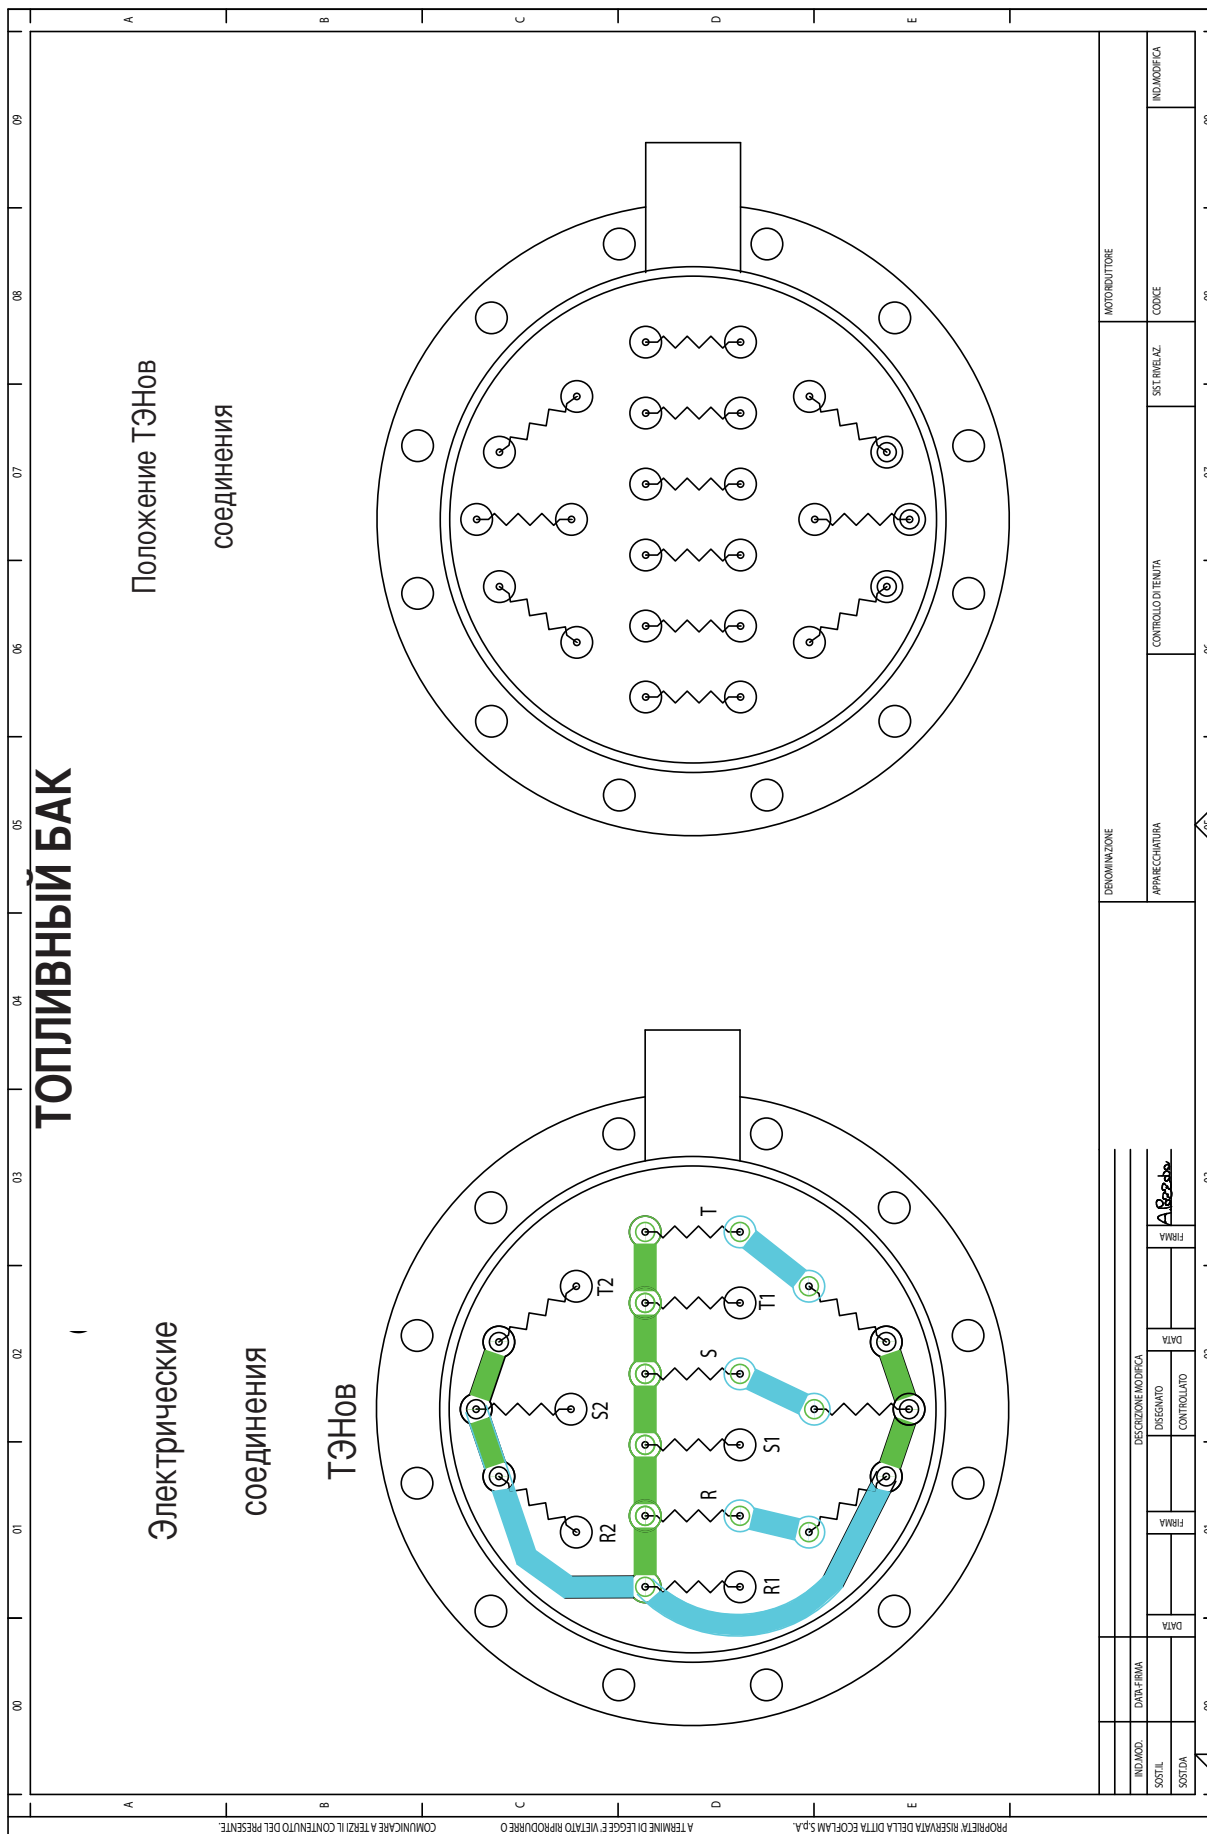 ТОПЛИВНЫЙ БАК
Электрические
соединения
ТЭНов
Положение ТЭНов
соединения
00
01
02
03
04
05
06
07
08
09
A
B
C
D
E
A
B
C
D
E
R2
S2
T2
R1
R
S1
S
T1
T
COMUNICARE A TERZI IL CONTENUTO DEL PRESENTE.
A TERMINE DI LEGGE E' VIETATO RIPRODURRE O
PROPRIETA' RISERVATA DELLA DITTA ECOFLAM S.p.A.
IND.MOD.
DATA-FIRMA
DESCRIZIONE MODIFICA
SOST.IL
SOST.DA
DATA
FIRMA
DISEGNATO
CONTROLLATO
DATA
FIRMA
DENOMINAZIONE
MOTORIDUTTORE
APPARECCHIATURA
CONTROLLO DI TENUTA
SIST. RIVELAZ.
CODICE
IND.MODIFICA